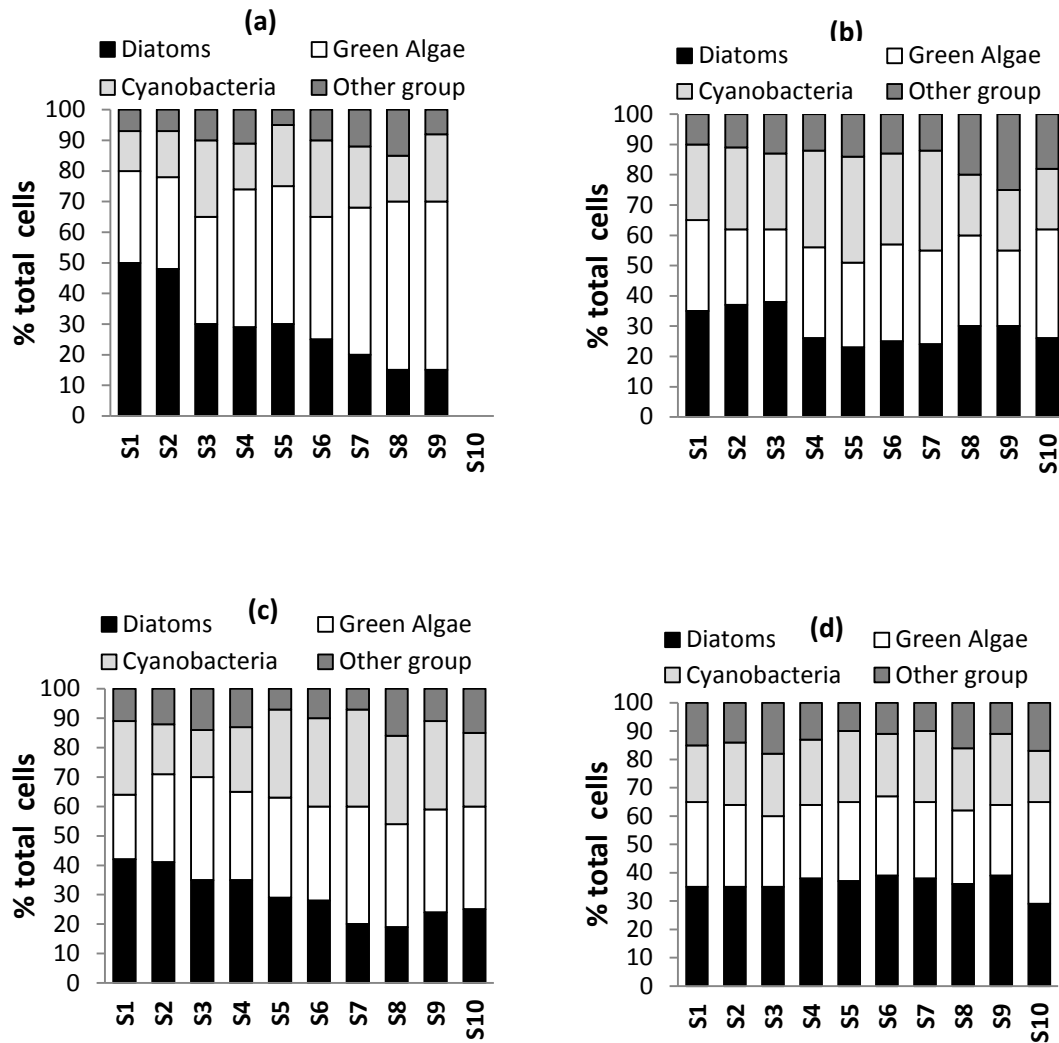 (a)
Diatoms Green Algae
Cyanobacteria Other group
100
90
80
70
60
50
40
30
20
10
0
% total cells
S1 S2 S3 S4 S5 S6 S7 S8 S9 S10
(b)
Diatoms Green Algae
Cyanobacteria Other group
100
90
80
70
60
50
40
30
20
10
0
% total cells
S1 S2 S3 S4 S5 S6 S7 S8 S9 S10
(c)
Diatoms Green Algae
Cyanobacteria Other group
100
90
80
70
60
50
40
30
20
10
0
% total cells
S1 S2 S3 S4 S5 S6 S7 S8 S9 S10
(d)
Diatoms Green Algae
Cyanobacteria Other group
100
90
80
70
60
50
40
30
20
10
0
% total cells
S1 S2 S3 S4 S5 S6 S7 S8 S9 S10